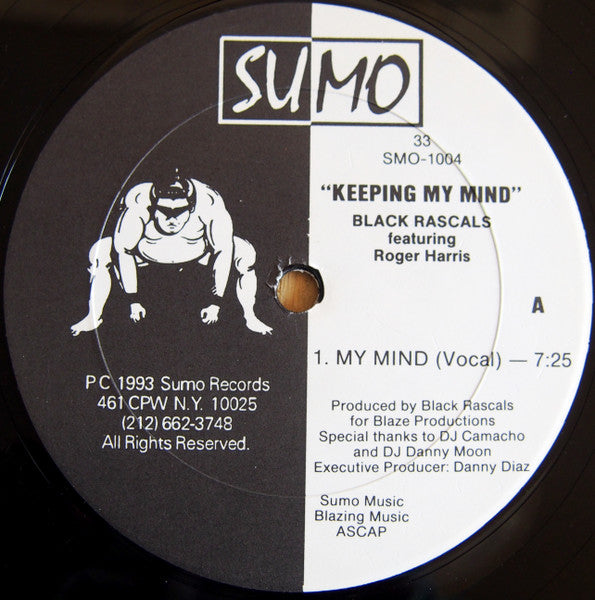 SUMO
33
SMO-1004
"KEEPING MY MIND"
BLACK RASCALS
featuring
Roger Harris
A
1. MY MIND (Vocal) — 7:25
P C 1993 Sumo Records
461 CPW N.Y. 10025
(212) 662-3748
All Rights Reserved.
Produced by Black Rascals
for Blaze Productions
Special thanks to DJ Camacho
and DJ Danny Moon
Executive Producer: Danny Diaz
Sumo Music
Blazing Music
ASCAP